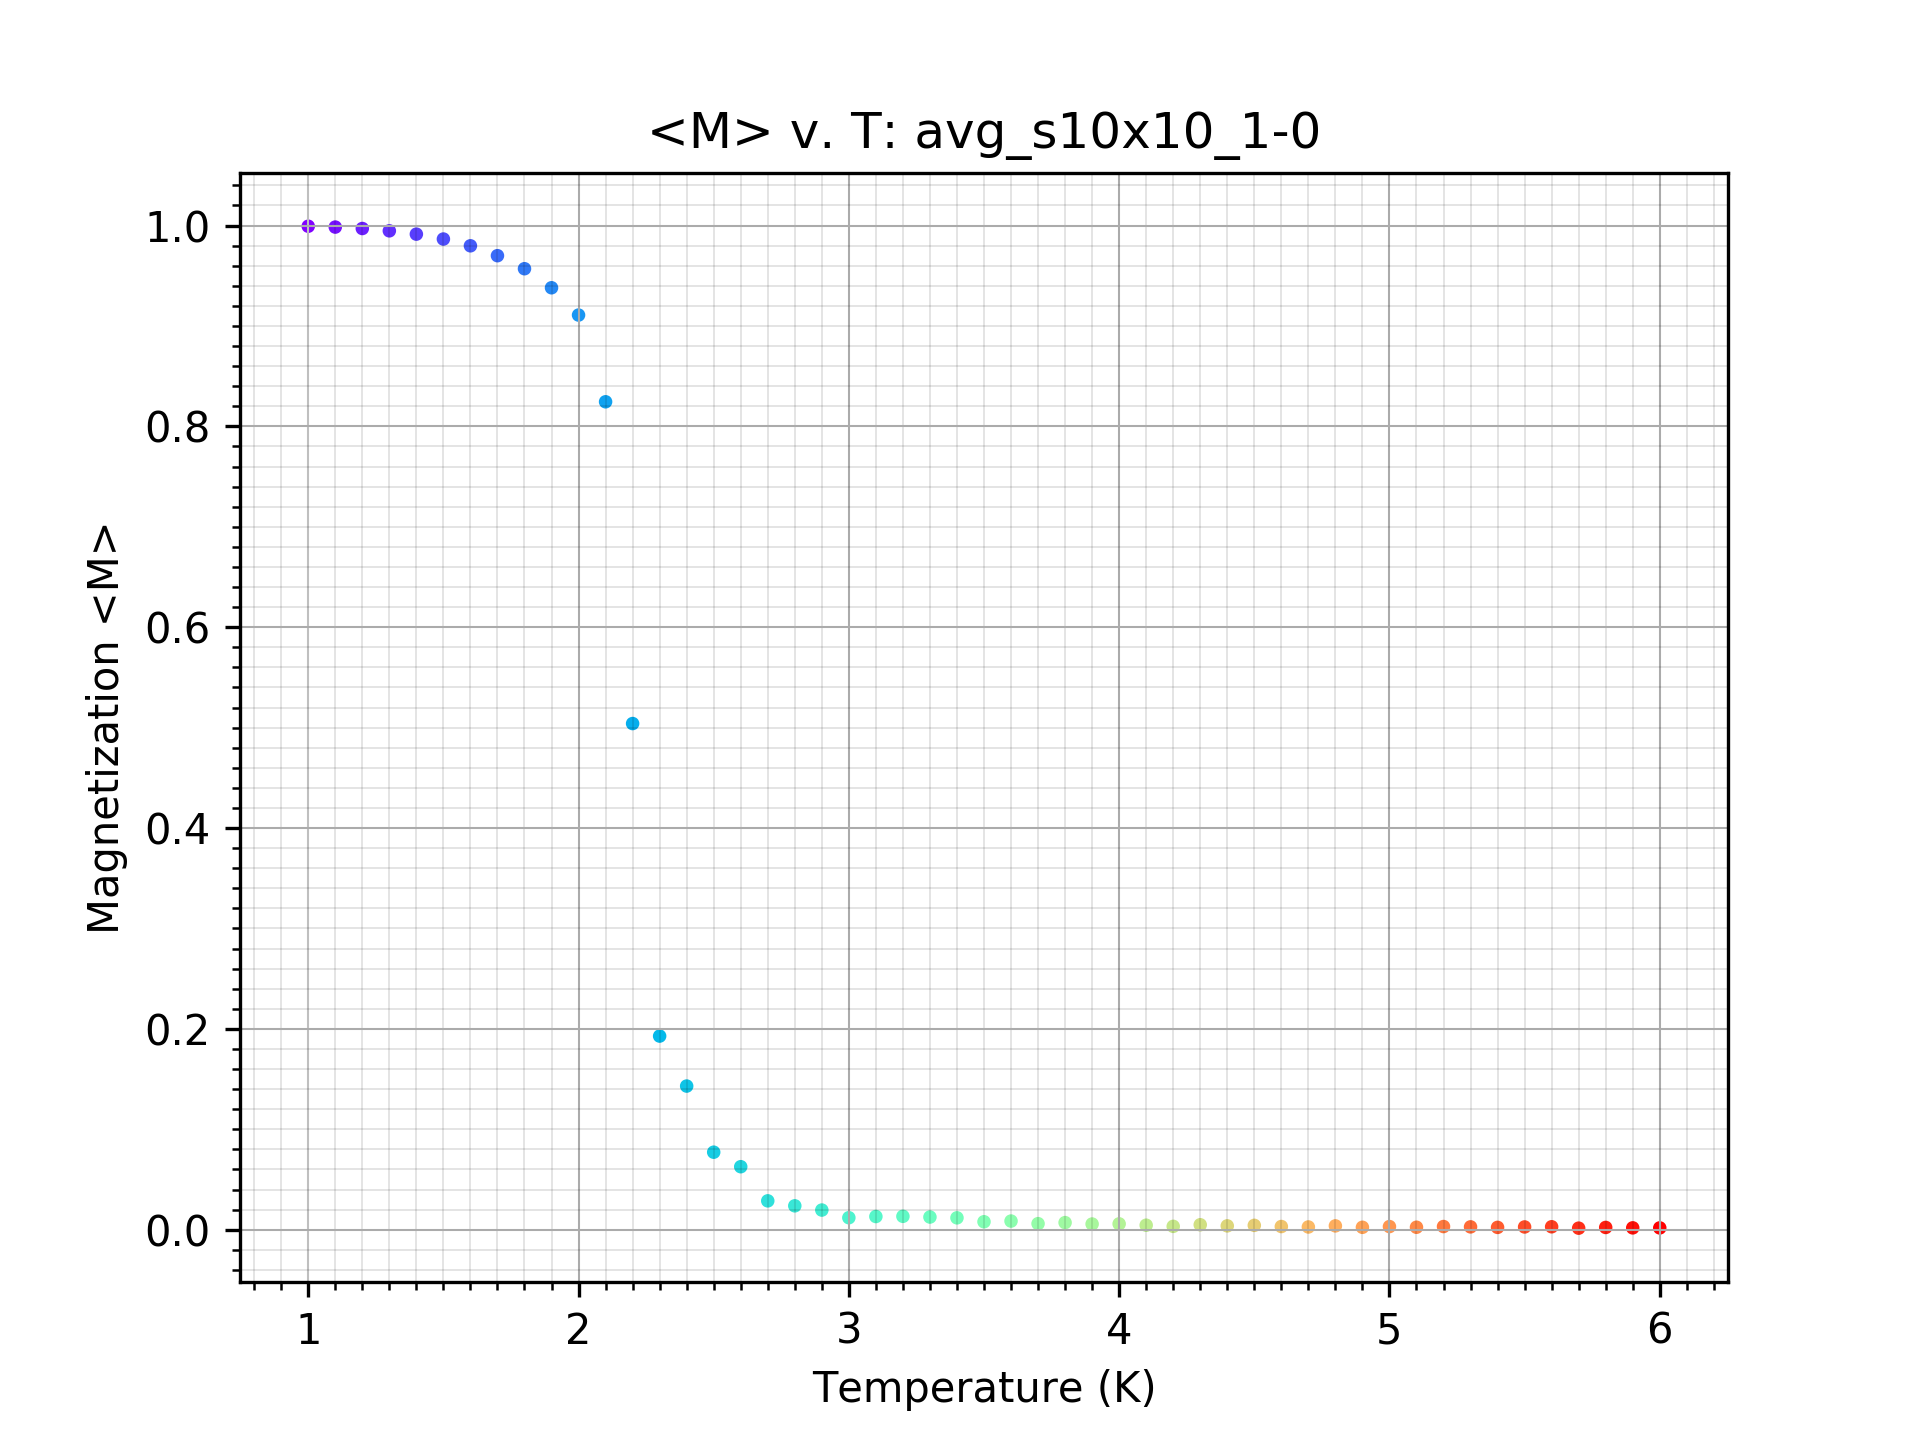 <M> v. T: avg_s10x10_1-0
Magnetization <M>
1.0
0.8
0.6
0.4
0.2
0.0
1 2 3 4 5 6
Temperature (K)